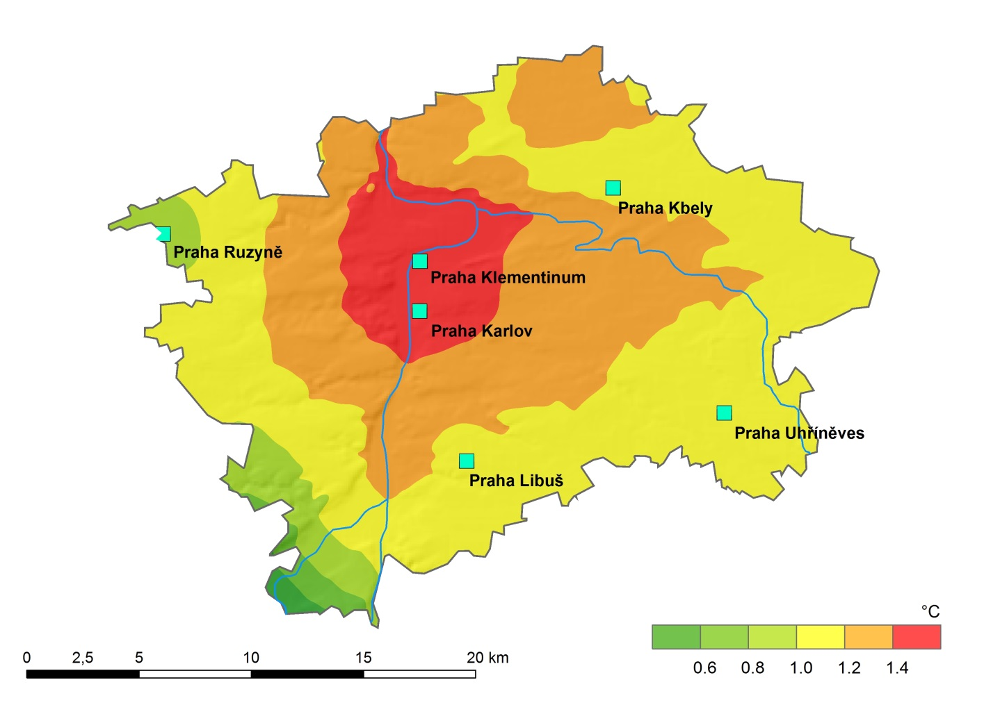 Praha Kbely
Praha Ruzyně
Praha Klementinum
Praha Karlov
Praha Uhříněves
Praha Libuš
°C
0.6 0.8 1.0 1.2 1.4
0 2,5 5 10 15 20 km